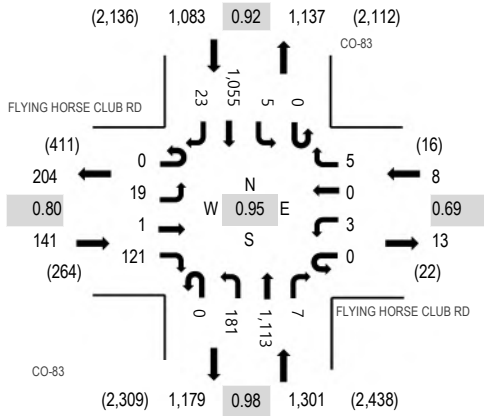 (2,136) 1,083 0.92 1,137 (2,112)
CO-83
23 1,055 5 0
FLYING HORSE CLUB RD
(411) (16)
204 0 5 8
0.80 19 0 0.69
N
W 0.95 E
S
141 1 3 13
(264) 121 0 (22)
0 181 1,113 7
FLYING HORSE CLUB RD
CO-83
(2,309) 1,179 0.98 1,301 (2,438)